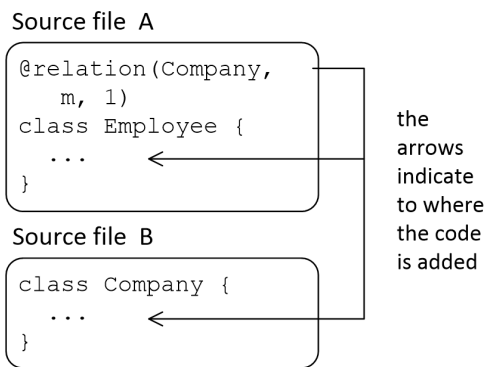 Source file A
@relation(Company,
m, 1)
class Employee {
...
}
Source file B
class Company {
...
}
the
arrows
indicate
to where
the code
is added